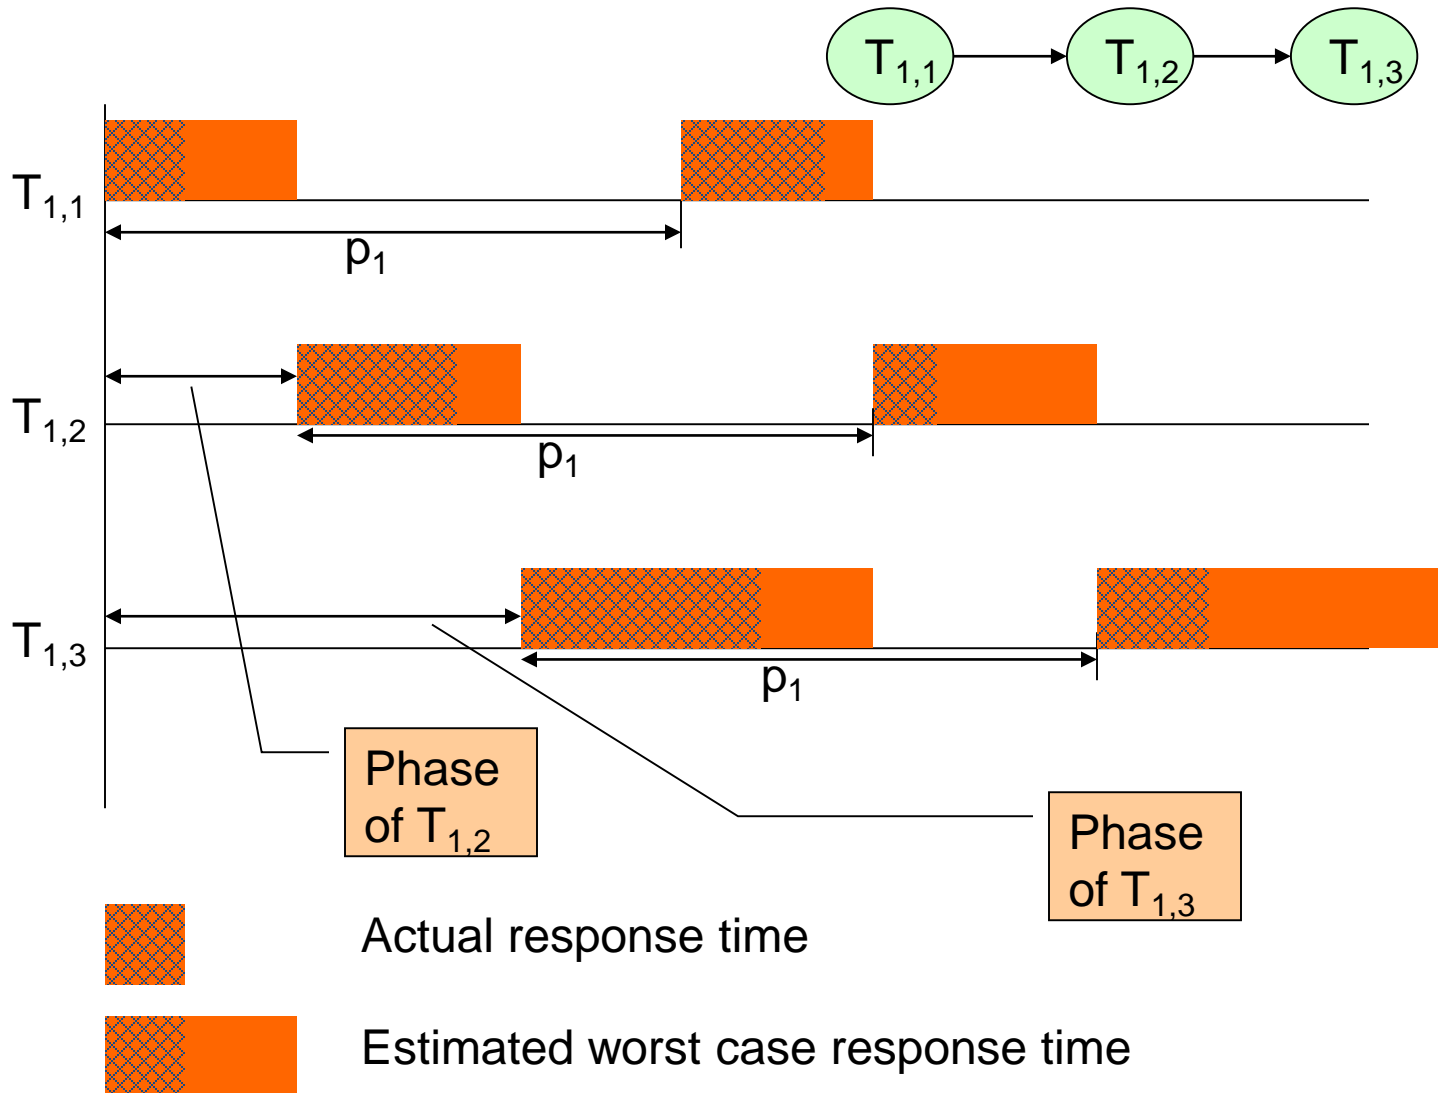 T1,1
T1,2
T1,3
T1,1
p1
T1,2
p1
T1,3
p1
Phase
of T1,2
Phase
of T1,3
Actual response time
Estimated worst case response time